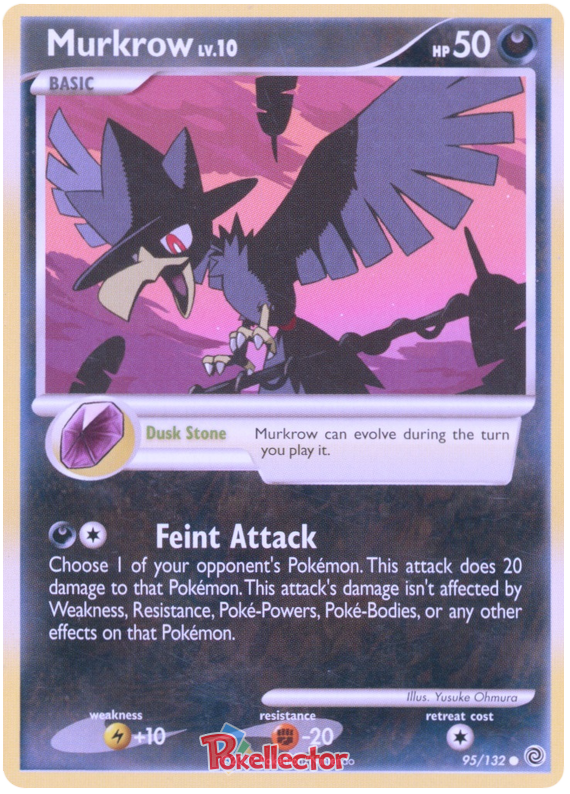 Murkrow LV.10
HP 50
BASIC
Dusk Stone
Murkrow can evolve during the turn
you play it.
Feint Attack
Choose 1 of your opponent's Pokémon. This attack does 20
damage to that Pokémon. This attack's damage isn't affected by
Weakness, Resistance, Poké-Powers, Poké-Bodies, or any other
effects on that Pokémon.
Illus. Yusuke Ohmura
weakness
resistance
retreat cost
+10
-20
Pokellector
95/132